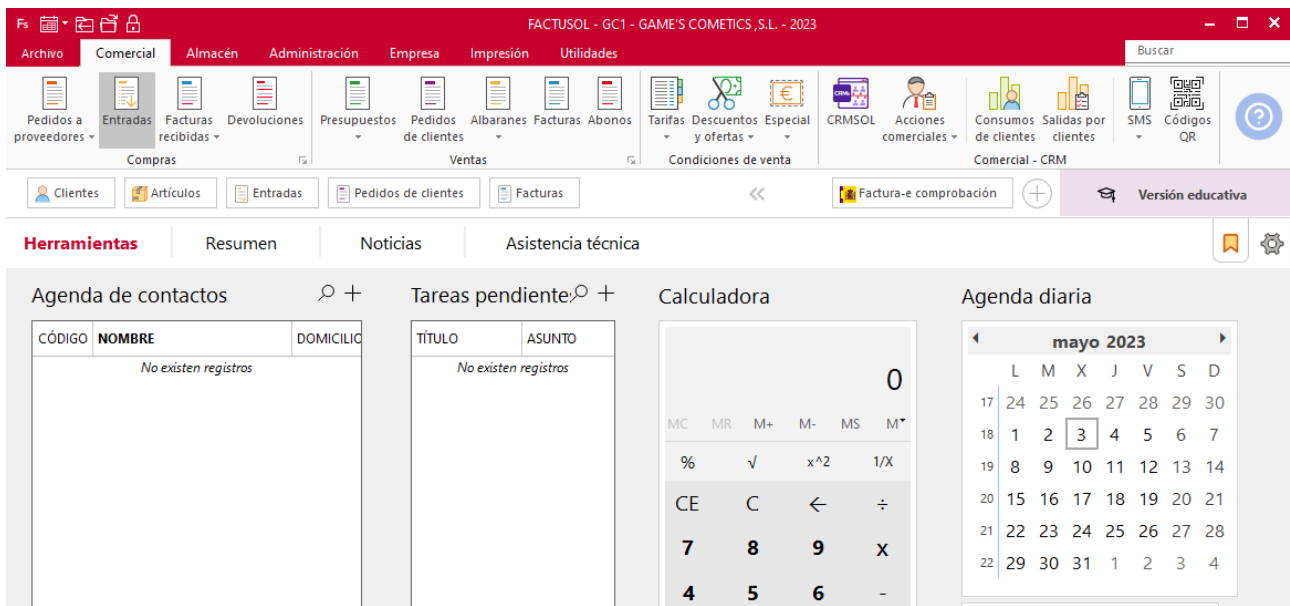 Fs
FACTUSOL - GC1 - GAME'S COMETICS ,S.L. - 2023
Archivo Comercial Almacén Administración Empresa Impresión Utilidades Buscar
Pedidos a proveedores Entradas Facturas recibidas Devoluciones
Compras
Presupuestos Pedidos de clientes Albaranes Facturas Abonos
Ventas
Tarifas Descuentos y ofertas Especial
Condiciones de venta
CRMSOL Acciones comerciales Consumos de clientes Salidas por clientes
Comercial - CRM
SMS Códigos QR
Clientes Artículos Entradas Pedidos de clientes Facturas Factura-e comprobación Versión educativa
Herramientas Resumen Noticias Asistencia técnica
Agenda de contactos
CÓDIGO NOMBRE DOMICILIO
No existen registros
Tareas pendientes
TÍTULO ASUNTO
No existen registros
Calculadora
0
MC MR M+ M- MS M
% √ x^2 1/X
CE C ← ÷
7 8 9 x
4 5 6 -
Agenda diaria
mayo 2023
L M X J V S D
17 24 25 26 27 28 29 30
18 1 2 3 4 5 6 7
19 8 9 10 11 12 13 14
20 15 16 17 18 19 20 21
21 22 23 24 25 26 27 28
22 29 30 31 1 2 3 4